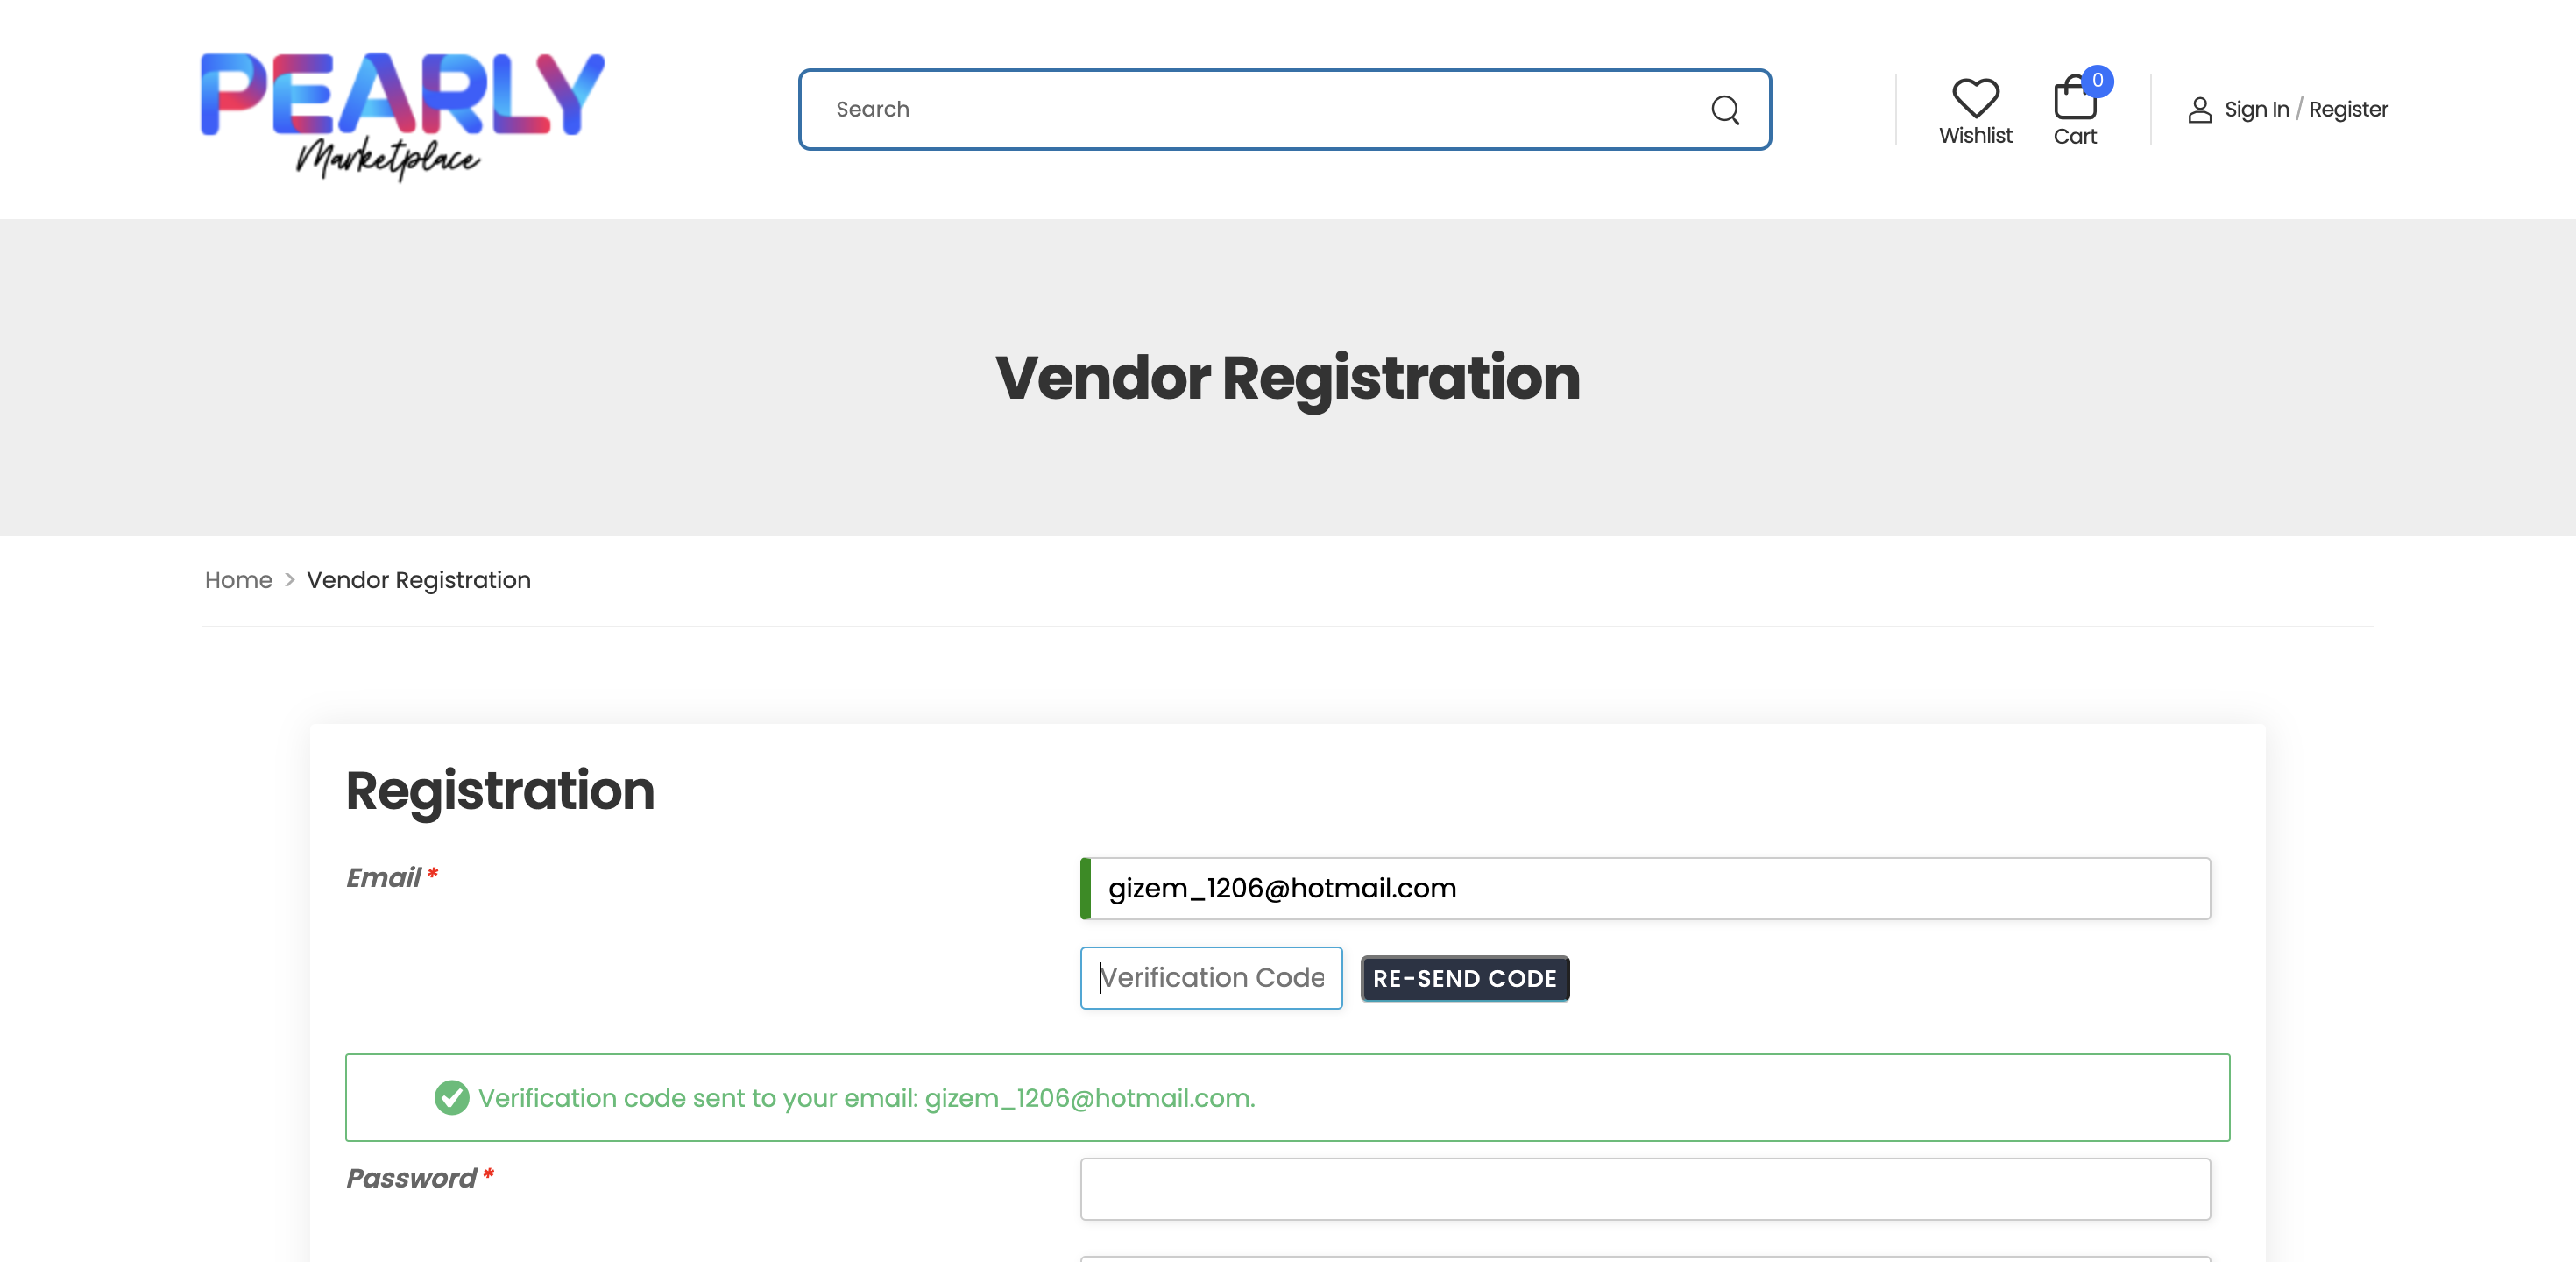 PEARLY
Marketplace
Search
Wishlist
0
Cart
Sign In / Register
Vendor Registration
Home > Vendor Registration
Registration
Email *
gizem_1206@hotmail.com
Verification Code
RE-SEND CODE
Verification code sent to your email: gizem_1206@hotmail.com.
Password *